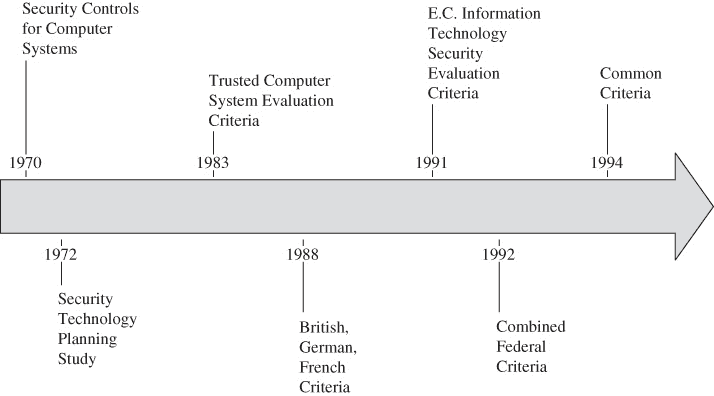 Security Controls
for Computer
Systems
1970
Trusted Computer
System Evaluation
Criteria
1983
E.C. Information
Technology
Security
Evaluation
Criteria
1991
Common
Criteria
1994
1972
Security
Technology
Planning
Study
1988
British,
German,
French
Criteria
1992
Combined
Federal
Criteria